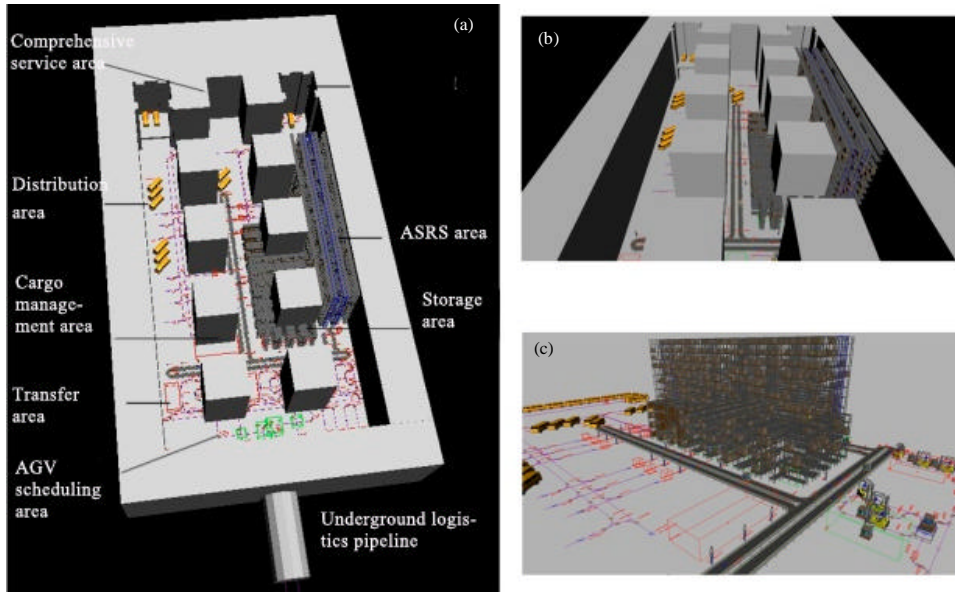 (a)
Comprehensive
service area
Distribution
area
ASRS area
Cargo
manage-
ment area
Storage
area
Transfer
area
AGV
scheduling
area
Underground logis-
tics pipeline
(b)
(c)